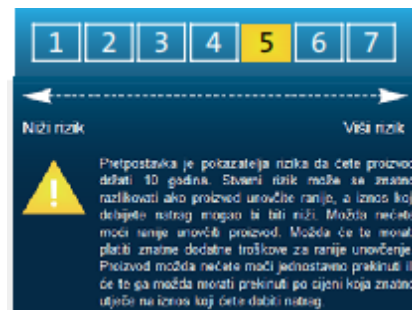 1 2 3 4 5 6 7
Niži rizik Viši rizik
Pretpostavka je pokazatelja rizika da ćete proizvod
držati 10 godina. Stvarni rizik može se znatno
razlikovati ako proizvod unovčite ranije, a iznos koji
dobijete natrag mogao bi biti niži. Možda nećete
moći ranije unovčiti proizvod. Možda će te morati
platiti znatne dodatne troškove za ranije unovčenje.
Proizvod možda nećete moći jednostavno prekinuti ili
će te ga možda morati prekinuti po cijeni koja znatno
utječe na iznos koji ćete dobiti natrag.